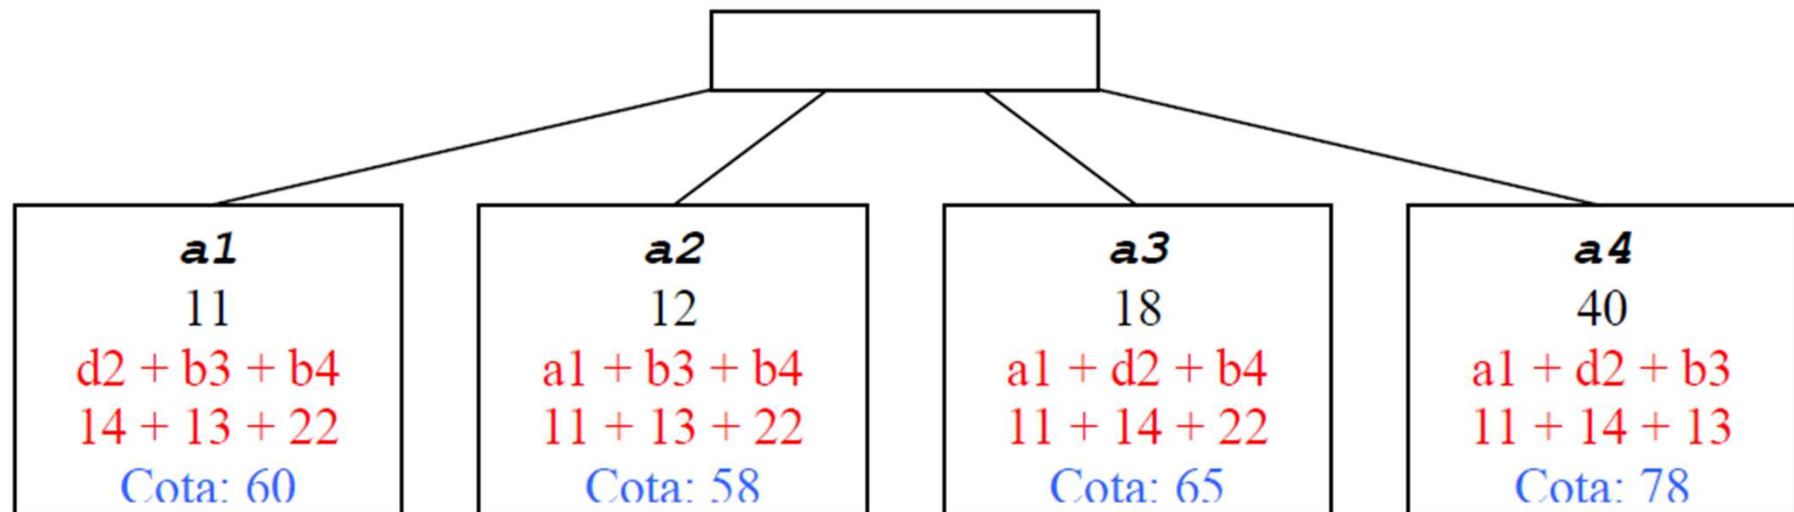 a1
11
d2 + b3 + b4
14 + 13 + 22
Cota: 60
a2
12
a1 + b3 + b4
11 + 13 + 22
Cota: 58
a3
18
a1 + d2 + b4
11 + 14 + 22
Cota: 65
a4
40
a1 + d2 + b3
11 + 14 + 13
Cota: 78